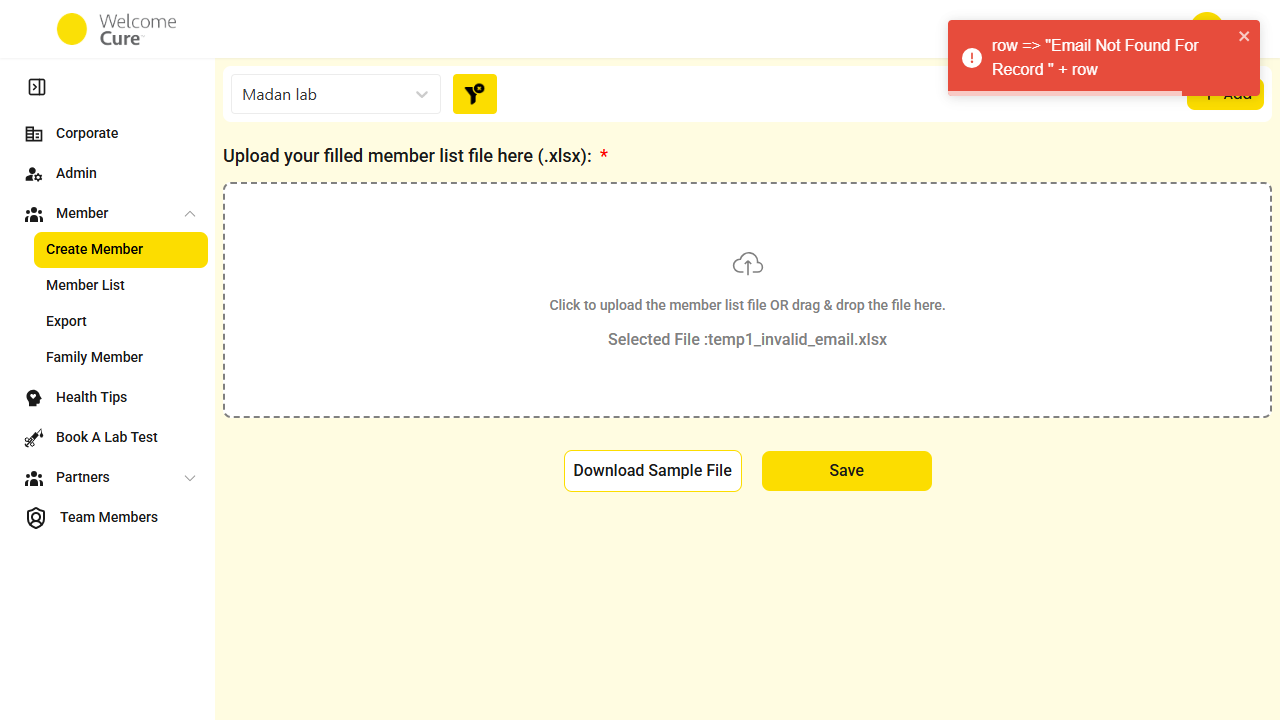 Welcome
Cure™
row => "Email Not Found For
Record " + row
Madan lab
+ Add
Corporate
Admin
Member
Create Member
Member List
Export
Family Member
Health Tips
Book A Lab Test
Partners
Team Members
Upload your filled member list file here (.xlsx): *
Click to upload the member list file OR drag & drop the file here.
Selected File :temp1_invalid_email.xlsx
Download Sample File
Save